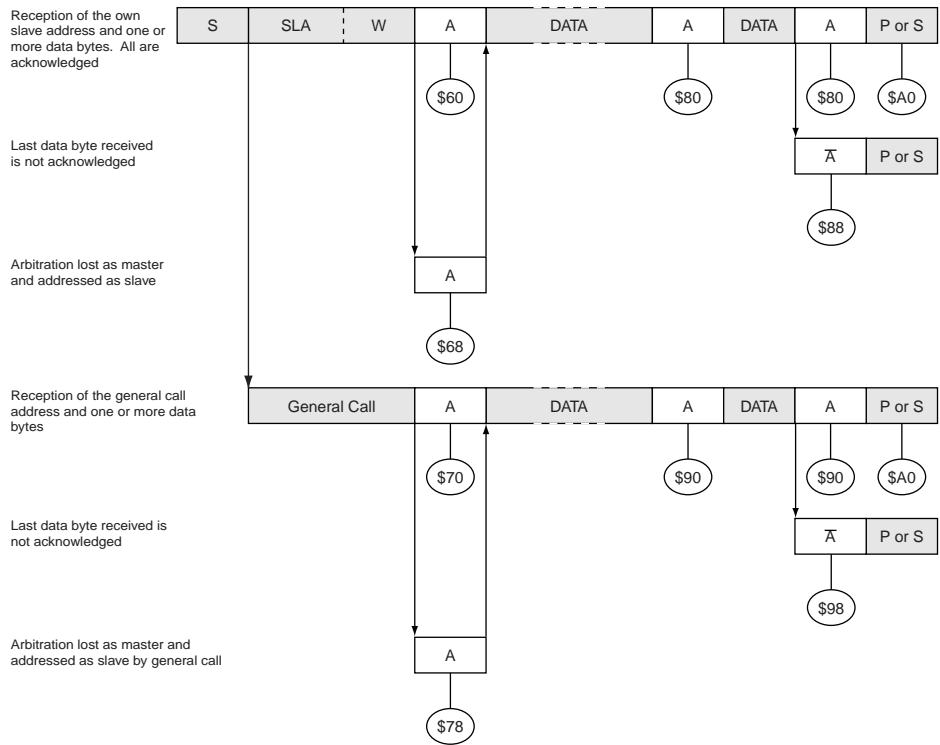 Reception of the own
slave address and one or
more data bytes. All are
acknowledged
S SLA W A DATA A DATA A P or S
$60 $80 $80 $A0
Last data byte received
is not acknowledged
A̅ P or S
$88
Arbitration lost as master
and addressed as slave
A
$68
Reception of the general call
address and one or more data
bytes
General Call A DATA A DATA A P or S
$70 $90 $90 $A0
Last data byte received is
not acknowledged
A̅ P or S
$98
Arbitration lost as master and
addressed as slave by general call
A
$78